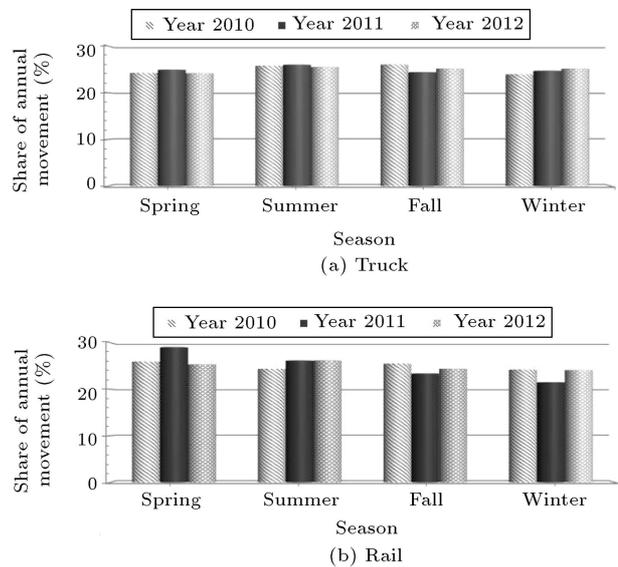 Year 2010 Year 2011 Year 2012
30
20
10
0
Share of annual
movement (%)
Spring Summer Fall Winter
Season
(a) Truck
Year 2010 Year 2011 Year 2012
30
20
10
0
Share of annual
movement (%)
Spring Summer Fall Winter
Season
(b) Rail